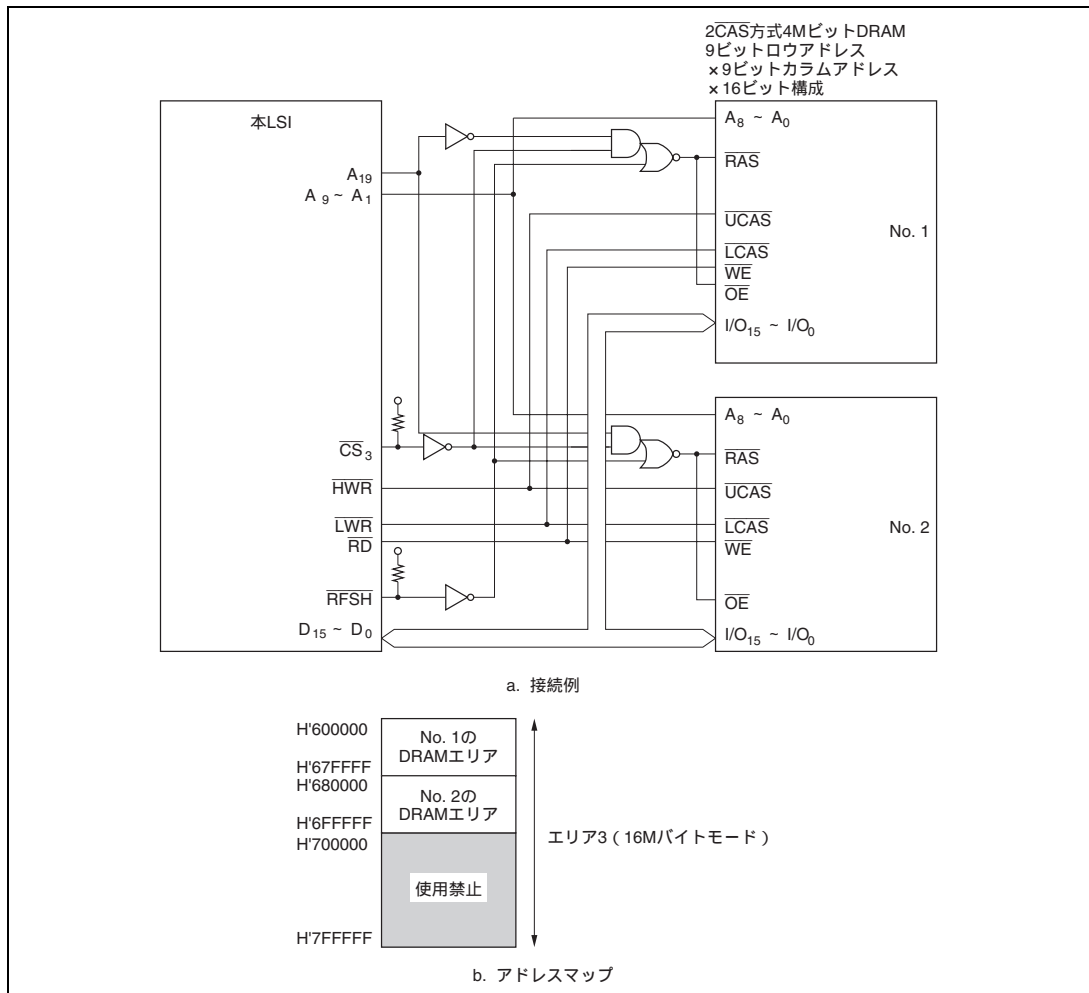 2CAS方式4MビットDRAM
9ビットロウアドレス
×9ビットカラムアドレス
×16ビット構成
本LSI
A19
A9 ~ A1
CS3
HWR
LWR
RD
RFSH
D15 ~ D0
A8 ~ A0
RAS
UCAS
LCAS
WE
OE
I/O15 ~ I/O0
No. 1
A8 ~ A0
RAS
UCAS
LCAS
WE
OE
I/O15 ~ I/O0
No. 2
a. 接続例
H'600000
H'67FFFF
H'680000
H'6FFFFF
H'700000
H'7FFFFF
No. 1の
DRAMエリア
No. 2の
DRAMエリア
使用禁止
エリア3(16Mバイトモード)
b. アドレスマップ